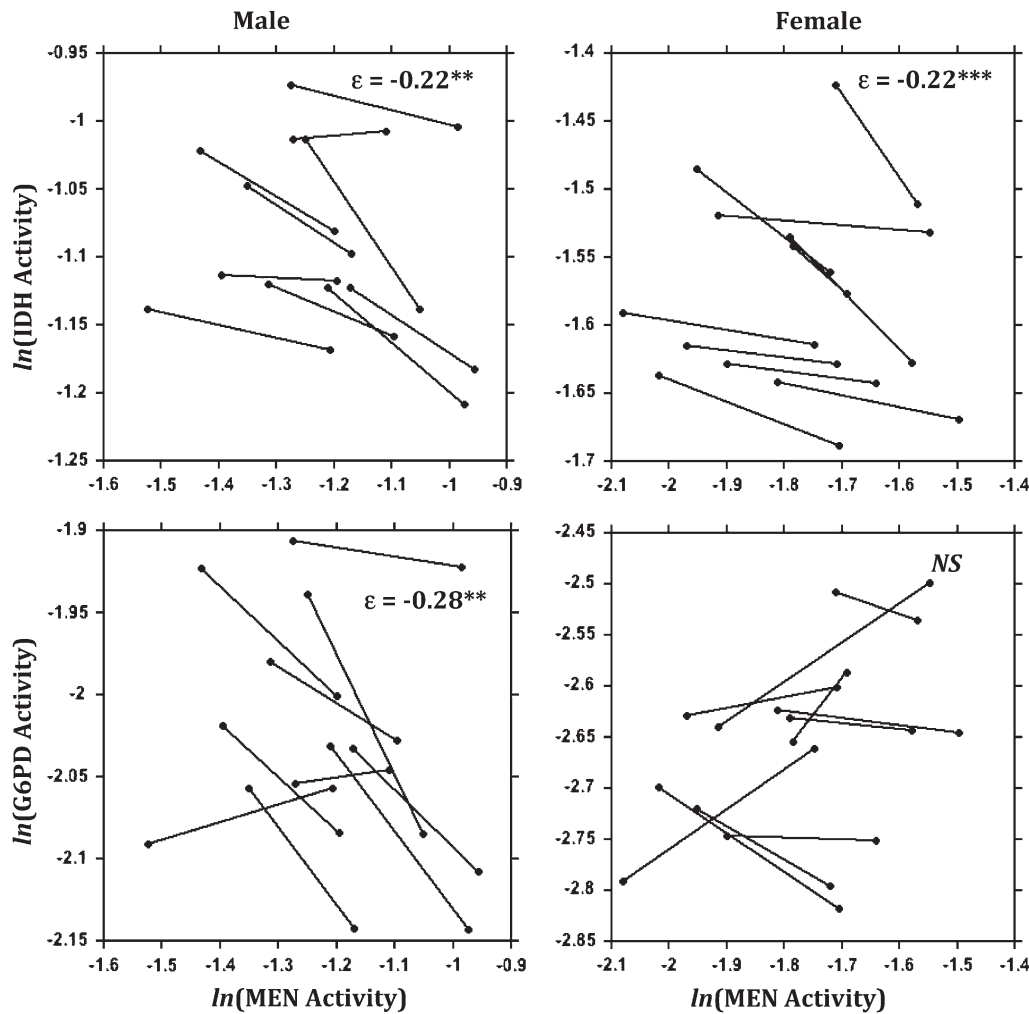 Male Female
-0.95
-1
-1.05
-1.1
-1.15
-1.2
-1.25
ln(IDH Activity)
ε = -0.22**
-1.6 -1.5 -1.4 -1.3 -1.2 -1.1 -1 -0.9
-1.4
-1.45
-1.5
-1.55
-1.6
-1.65
-1.7
ε = -0.22***
-2.1 -2 -1.9 -1.8 -1.7 -1.6 -1.5 -1.4
-1.9
-1.95
-2
-2.05
-2.1
-2.15
ln(G6PD Activity)
ε = -0.28**
-1.6 -1.5 -1.4 -1.3 -1.2 -1.1 -1 -0.9
ln(MEN Activity)
-2.45
-2.5
-2.55
-2.6
-2.65
-2.7
-2.75
-2.8
-2.85
NS
-2.1 -2 -1.9 -1.8 -1.7 -1.6 -1.5 -1.4
ln(MEN Activity)